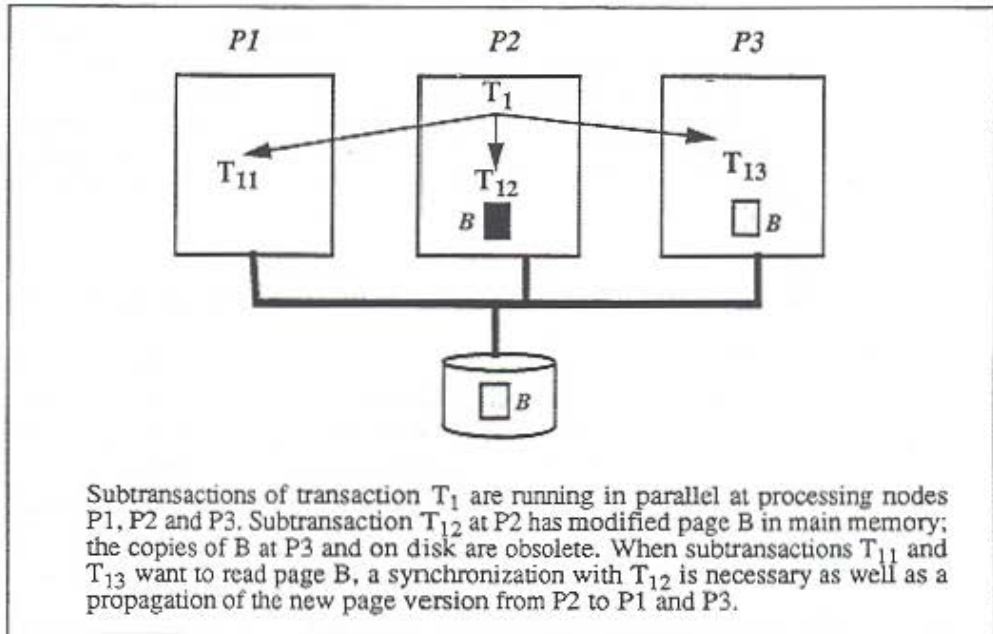 P1 P2 P3
T1
T11 T12 T13
B B
B
Subtransactions of transaction T1 are running in parallel at processing nodes
P1, P2 and P3. Subtransaction T12 at P2 has modified page B in main memory;
the copies of B at P3 and on disk are obsolete. When subtransactions T11 and
T13 want to read page B, a synchronization with T12 is necessary as well as a
propagation of the new page version from P2 to P1 and P3.